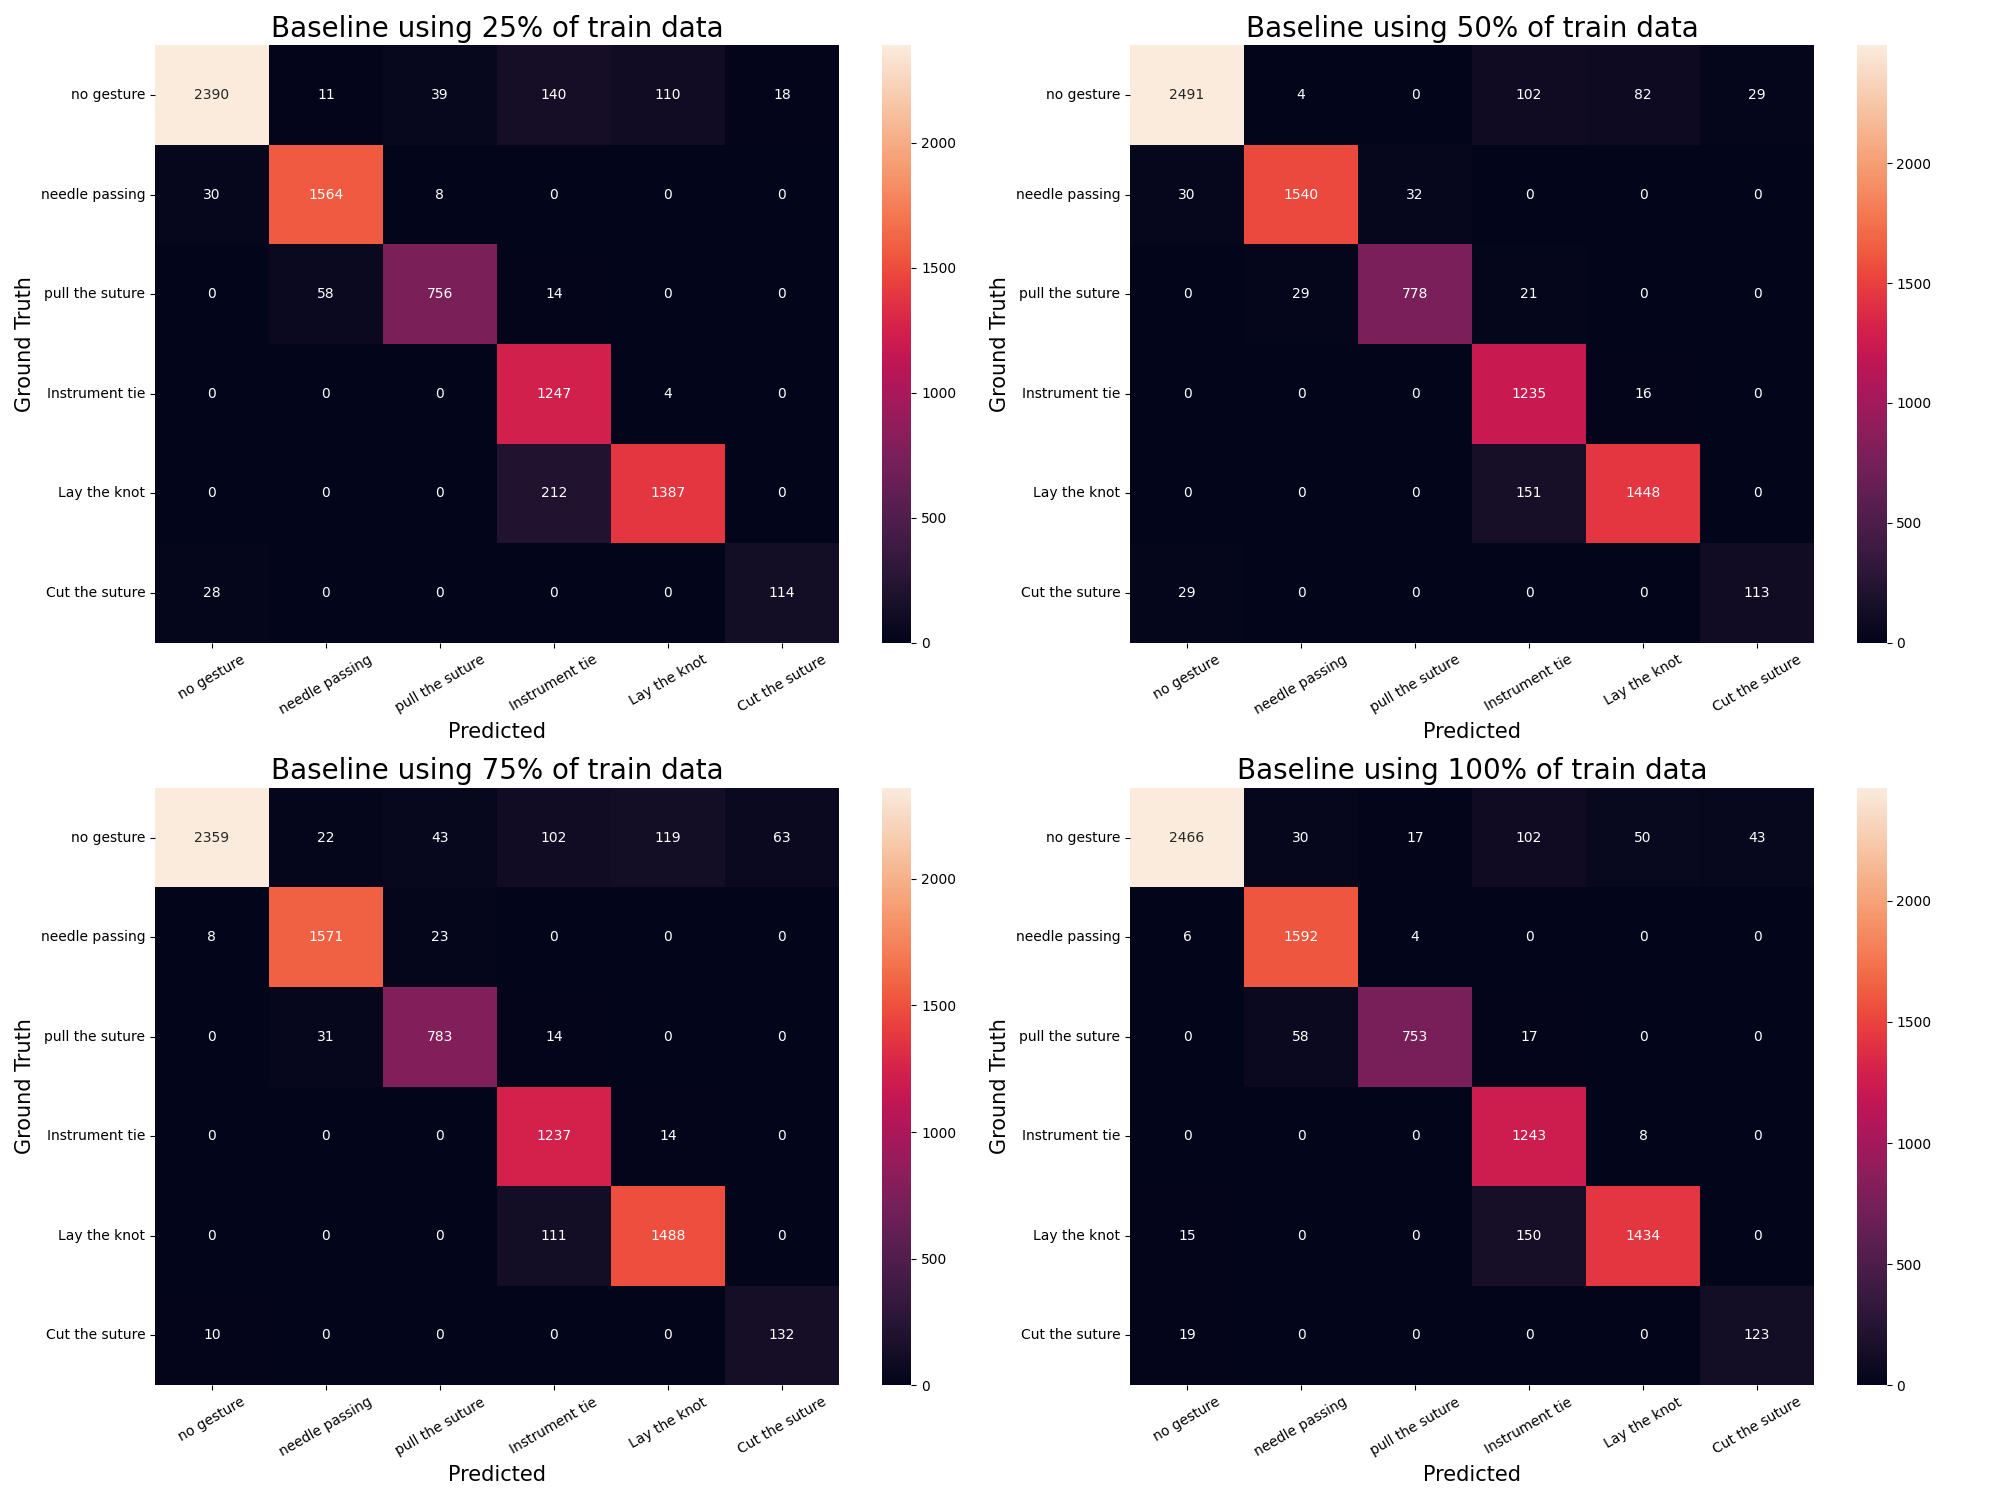 Baseline using 25% of train data
no gesture 2390 11 39 140 110 18
needle passing 30 1564 8 0 0 0
pull the suture 0 58 756 14 0 0
Instrument tie 0 0 0 1247 4 0
Lay the knot 0 0 0 212 1387 0
Cut the suture 28 0 0 0 0 114
no gesture needle passing pull the suture Instrument tie Lay the knot Cut the suture
Ground Truth
Predicted
2000
1500
1000
500
0
Baseline using 50% of train data
no gesture 2491 4 0 102 82 29
needle passing 30 1540 32 0 0 0
pull the suture 0 29 778 21 0 0
Instrument tie 0 0 0 1235 16 0
Lay the knot 0 0 0 151 1448 0
Cut the suture 29 0 0 0 0 113
no gesture needle passing pull the suture Instrument tie Lay the knot Cut the suture
Ground Truth
Predicted
2000
1500
1000
500
0
Baseline using 75% of train data
no gesture 2359 22 43 102 119 63
needle passing 8 1571 23 0 0 0
pull the suture 0 31 783 14 0 0
Instrument tie 0 0 0 1237 14 0
Lay the knot 0 0 0 111 1488 0
Cut the suture 10 0 0 0 0 132
no gesture needle passing pull the suture Instrument tie Lay the knot Cut the suture
Ground Truth
Predicted
2000
1500
1000
500
0
Baseline using 100% of train data
no gesture 2466 30 17 102 50 43
needle passing 6 1592 4 0 0 0
pull the suture 0 58 753 17 0 0
Instrument tie 0 0 0 1243 8 0
Lay the knot 15 0 0 150 1434 0
Cut the suture 19 0 0 0 0 123
no gesture needle passing pull the suture Instrument tie Lay the knot Cut the suture
Ground Truth
Predicted
2000
1500
1000
500
0